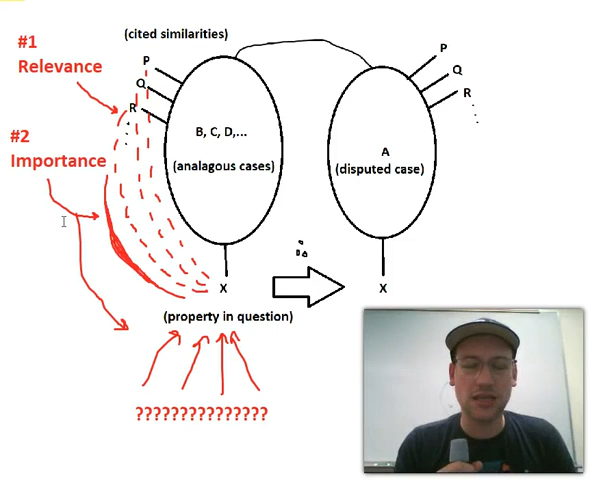 (cited similarities)
#1
Relevance
P
Q
R
#2
Importance
B, C, D,...
(analagous cases)
P
Q
R
A
(disputed case)
X
X
(property in question)
???????????????